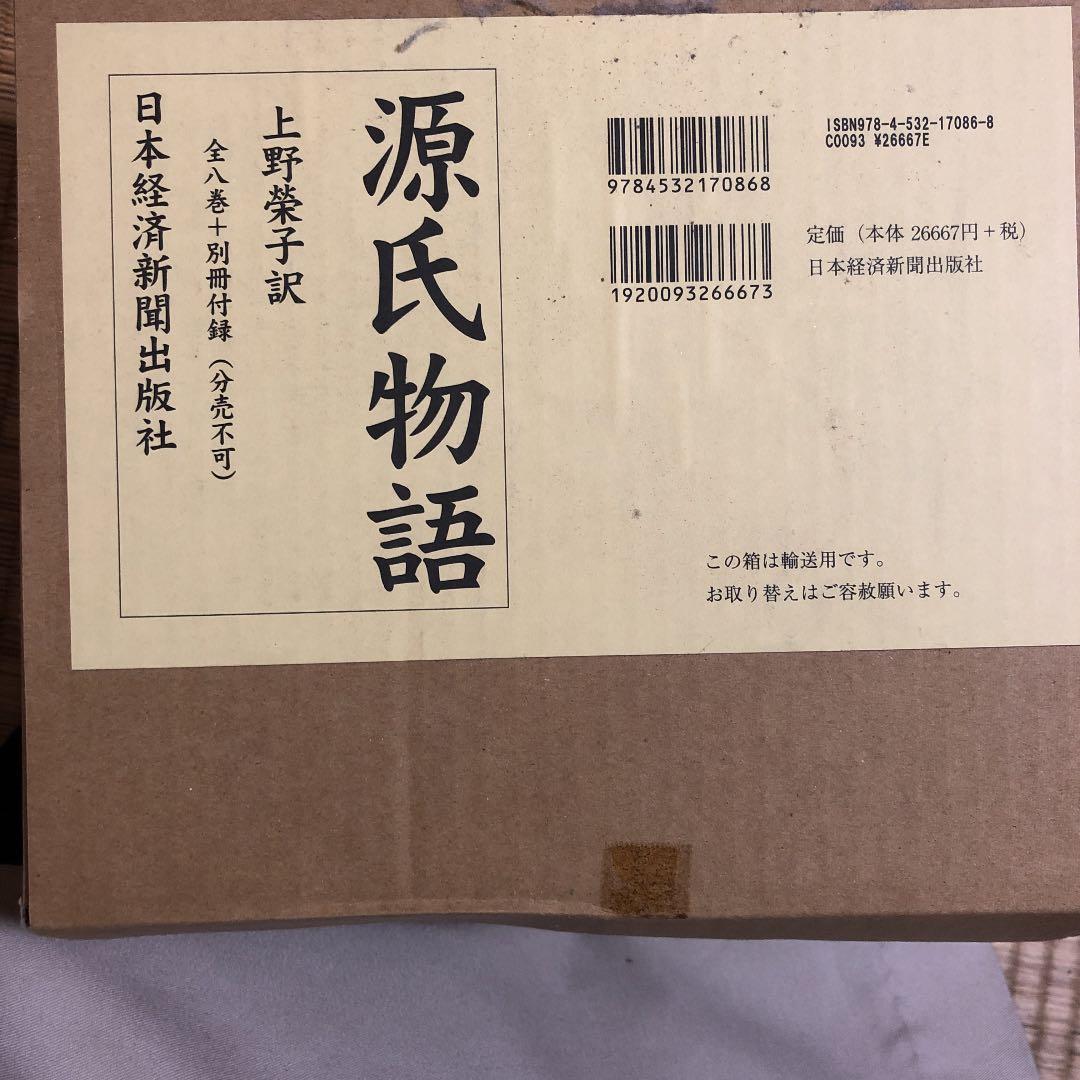 源氏物語
上野榮子訳
全八巻＋別冊付録（分売不可）
日本経済新聞出版社
9784532170868
ISBN978-4-532-17086-8
C0093 ¥26667E
1920093266673
定価（本体 26667円＋税）
日本経済新聞出版社
この箱は輸送用です。
お取り替えはご容赦願います。